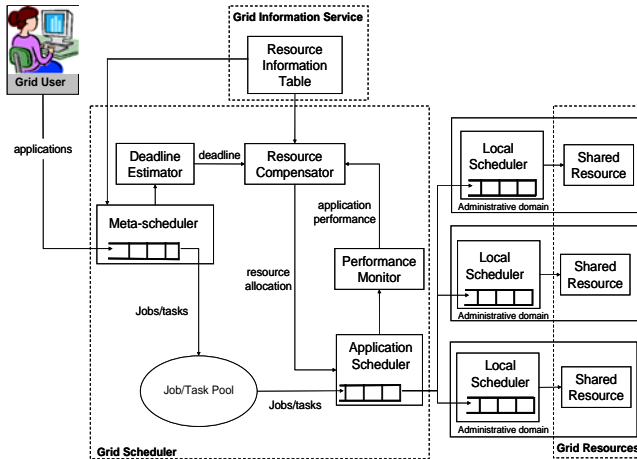 Grid Information Service
Resource
Information
Table
Grid User
applications
Deadline
Estimator
deadline
Resource
Compensator
Meta-scheduler
application
performance
resource
allocation
Performance
Monitor
Jobs/tasks
Application
Scheduler
Job/Task Pool
Jobs/tasks
Grid Scheduler
Local
Scheduler
Shared
Resource
Administrative domain
Local
Scheduler
Shared
Resource
Administrative domain
Local
Scheduler
Shared
Resource
Administrative domain
Grid Resources